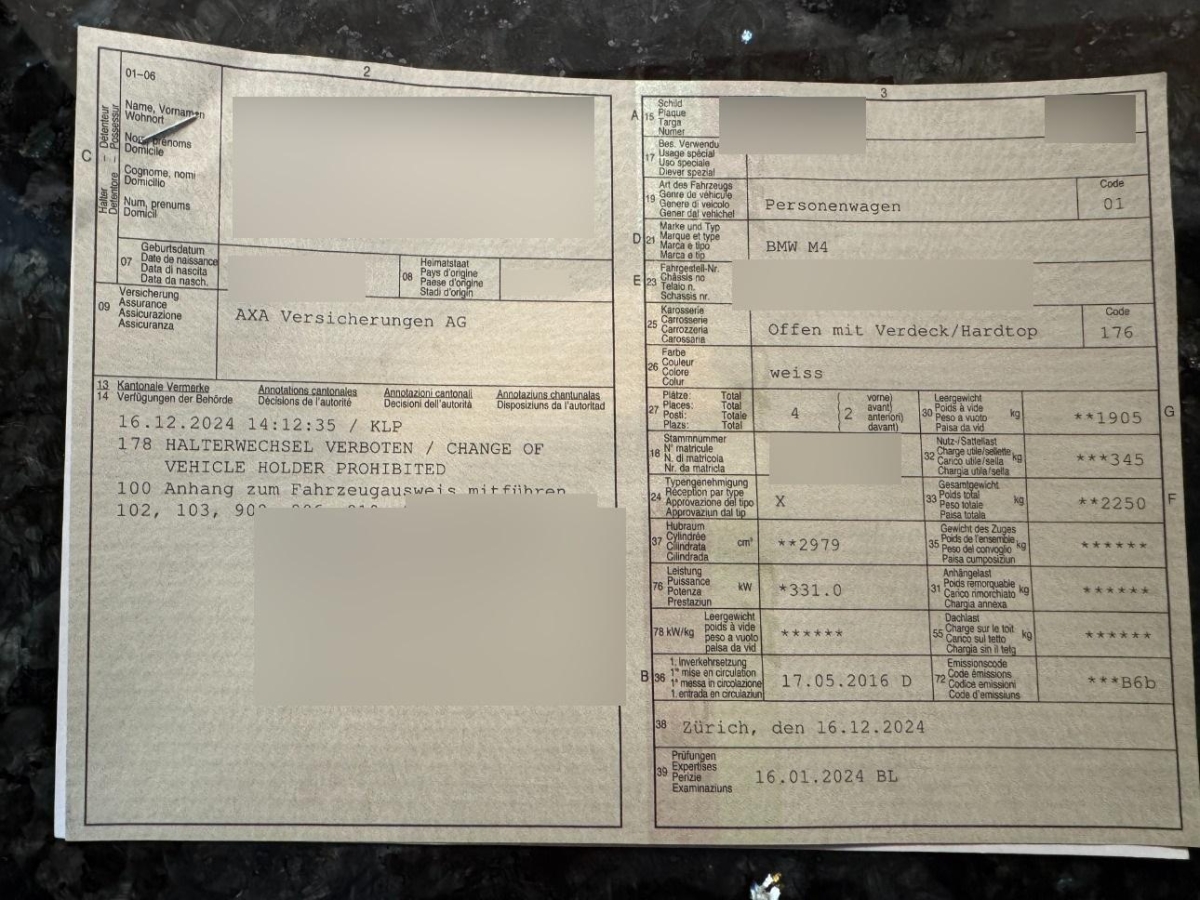 2
01-06
Name, Vornamen
Wohnort
Nom, prénoms
Domicile
Cognome, nomi
Domicilio
Num, prenums
Domicil
C
Halter – Détenteur
Detentore – Possessur
07
Geburtsdatum
Date de naissance
Data di nascita
Data da nasch.
08
Heimatstaat
Pays d'origine
Paese d'origine
Stadi d'origin
09
Versicherung
Assurance
Assicurazione
Assicuranza
AXA Versicherungen AG
13 Kantonale Vermerke Annotations cantonales Annotazioni cantonali Annotaziuns chantunalas
14 Verfügungen der Behörde Décisions de l'autorité Decisioni dell'autorità Disposiziuns da l'autoritad
16.12.2024 14:12:35 / KLP
178 HALTERWECHSEL VERBOTEN / CHANGE OF
VEHICLE HOLDER PROHIBITED
100 Anhang zum Fahrzeugausweis mitführen
102, 103,
3
A 15
Schild
Plaque
Targa
Numer
17
Bes. Verwendu
Usage spécial
Uso speciale
Diever spezial
19
Art des Fahrzeugs
Genre de véhicule
Genere di veicolo
Gener dal vehichel
Personenwagen
Code
01
D 21
Marke und Typ
Marque et type
Marca e tipo
Marca e tip
BMW M4
E 23
Fahrgestell-Nr.
Châssis no
Telaio n.
Schassis nr.
25
Karosserie
Carrosserie
Carrozzeria
Carossaria
Offen mit Verdeck/Hardtop
Code
176
26
Farbe
Couleur
Colore
Colur
weiss
27
Plätze: Total
Places: Total
Posti: Totale
Plazs: Total
4
2
vorne)
avant)
anteriori)
davant)
30
Leergewicht
Poids à vide
Peso a vuoto
Paisa da vid
kg
**1905
G
18
Stammnummer
N° matricule
N. di matricola
Nr. da matricla
32
Nutz-/Sattellast
Charge utile/sellette
Carico utile/sella
Chargia utila/sella
kg
***345
24
Typengenehmigung
Réception par type
Approvazione del tipo
Approvaziun dal tip
X
33
Gesamtgewicht
Poids total
Peso totale
Paisa totala
kg
**2250
F
37
Hubraum
Cylindrée
Cilindrata
Cilindrada
cm³
**2979
35
Gewicht des Zuges
Poids de l'ensemble
Peso del convoglio
Paisa cumposiziun
kg
******
76
Leistung
Puissance
Potenza
Prestaziun
kW
*331.0
31
Anhängelast
Poids remorquable
Carico rimorchiato
Chargia annexa
kg
******
78 kW/kg
Leergewicht
poids à vide
peso a vuoto
paisa da vid
******
55
Dachlast
Charge sur le toit
Carico sul tetto
Chargia sin il tetg
kg
******
B 36
1. Inverkehrsetzung
1re mise en circulation
1a messa in circolazione
1. entrada en circulaziun
17.05.2016 D
72
Emissionscode
Code émissions
Codice emissioni
Code d'emissiuns
***B6b
38
Zürich, den 16.12.2024
39
Prüfungen
Expertises
Perizie
Examinaziuns
16.01.2024 BL